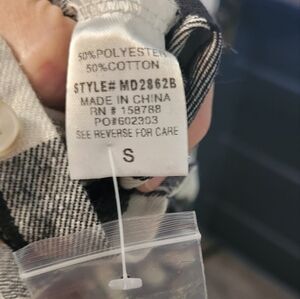 50% POLYESTER
50% COTTON
STYLE# MD2862B
MADE IN CHINA
RN # 158788
PO#602303
SEE REVERSE FOR CARE
S